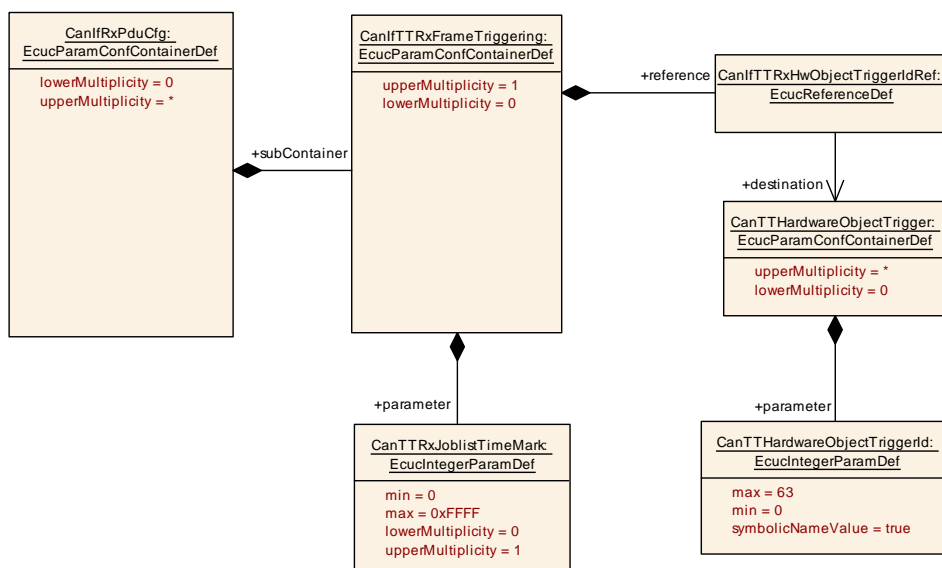 CanIfRxPduCfg:
EcucParamConfContainerDef
lowerMultiplicity = 0
upperMultiplicity = *
+subContainer
CanIfTTRxFrameTriggering:
EcucParamConfContainerDef
upperMultiplicity = 1
lowerMultiplicity = 0
+reference
CanIfTTRxHwObjectTriggerIdRef:
EcucReferenceDef
+destination
CanTTHardwareObjectTrigger:
EcucParamConfContainerDef
upperMultiplicity = *
lowerMultiplicity = 0
+parameter
CanTTRxJoblistTimeMark:
EcucIntegerParamDef
min = 0
max = 0xFFFF
lowerMultiplicity = 0
upperMultiplicity = 1
+parameter
CanTTHardwareObjectTriggerId:
EcucIntegerParamDef
max = 63
min = 0
symbolicNameValue = true